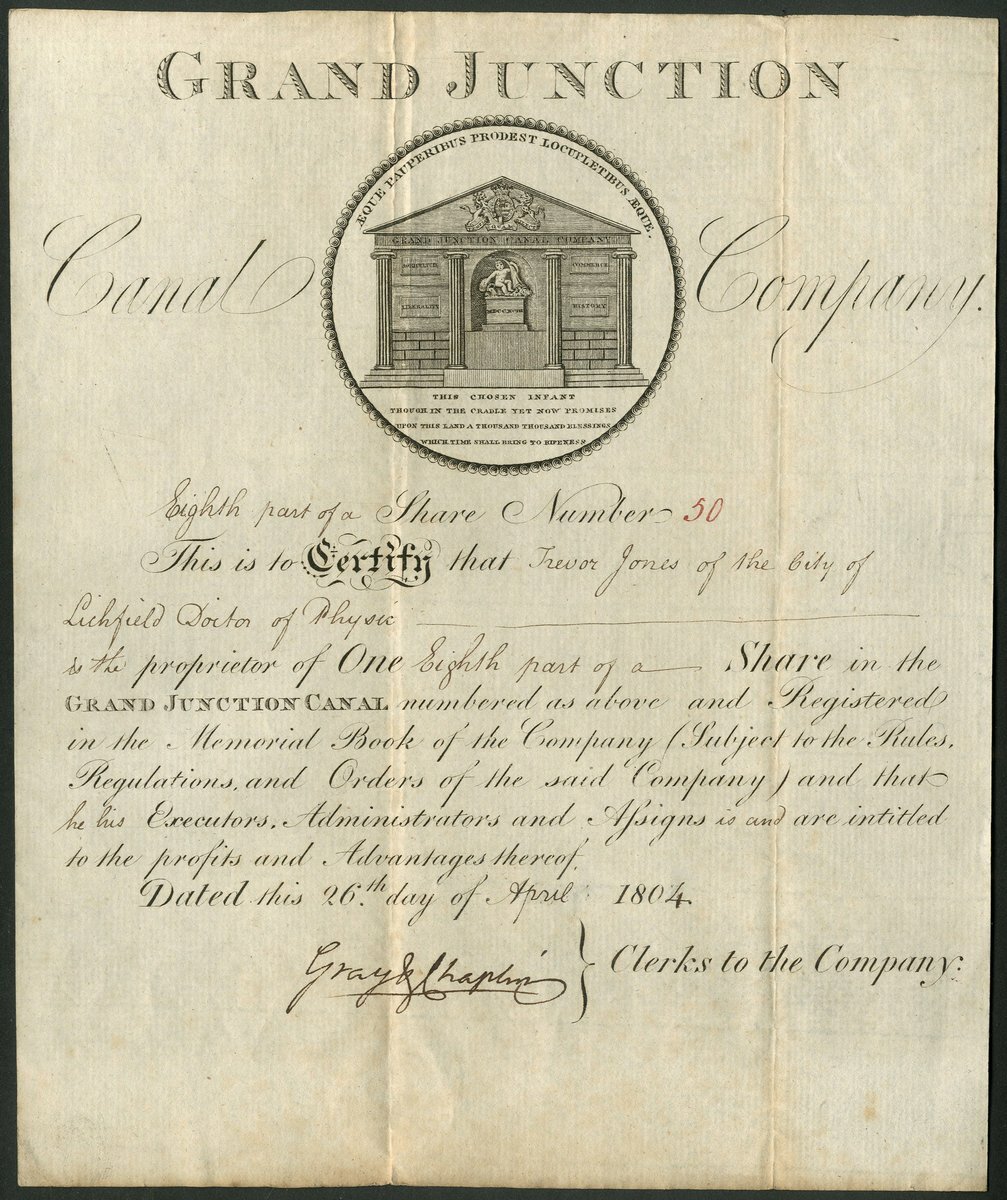 GRAND JUNCTION
Canal Company.
ÆQUE PAUPERIBUS PRODEST LOCUPLETIBUS ÆQUE.
GRAND JUNCTION CANAL COMPANY
AGRICULTURE COMMERCE
LIBERALITY HISTORY
THIS CHOSEN INFANT
THOUGH IN THE CRADLE YET NOW PROMISES
UPON THIS LAND A THOUSAND THOUSAND BLESSINGS
WHICH TIME SHALL BRING TO RIPENESS
Eighth part of a Share Number 50
This is to Certify that Trevor Jones of the City of
Lichfield Doctor of Physic
is the proprietor of One Eighth part of a Share in the
GRAND JUNCTION CANAL numbered as above and Registered
in the Memorial Book of the Company (Subject to the Rules,
Regulations, and Orders of the said Company) and that
he his Executors, Administrators and Aſsigns is and are intitled
to the profits and Advantages thereof.
Dated this 26.th day of April 1804
Gray & Chaplin } Clerks to the Company.